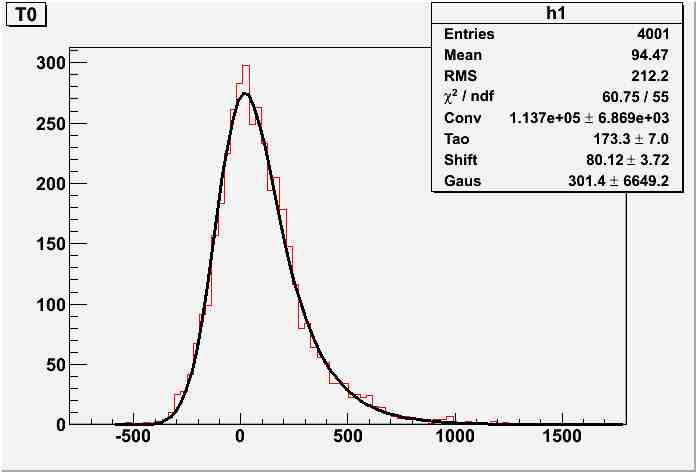 T0
h1
Entries 4001
Mean 94.47
RMS 212.2
χ² / ndf 60.75 / 55
Conv 1.137e+05 ± 6.869e+03
Tao 173.3 ± 7.0
Shift 80.12 ± 3.72
Gaus 301.4 ± 6649.2
300
250
200
150
100
50
0
-500 0 500 1000 1500